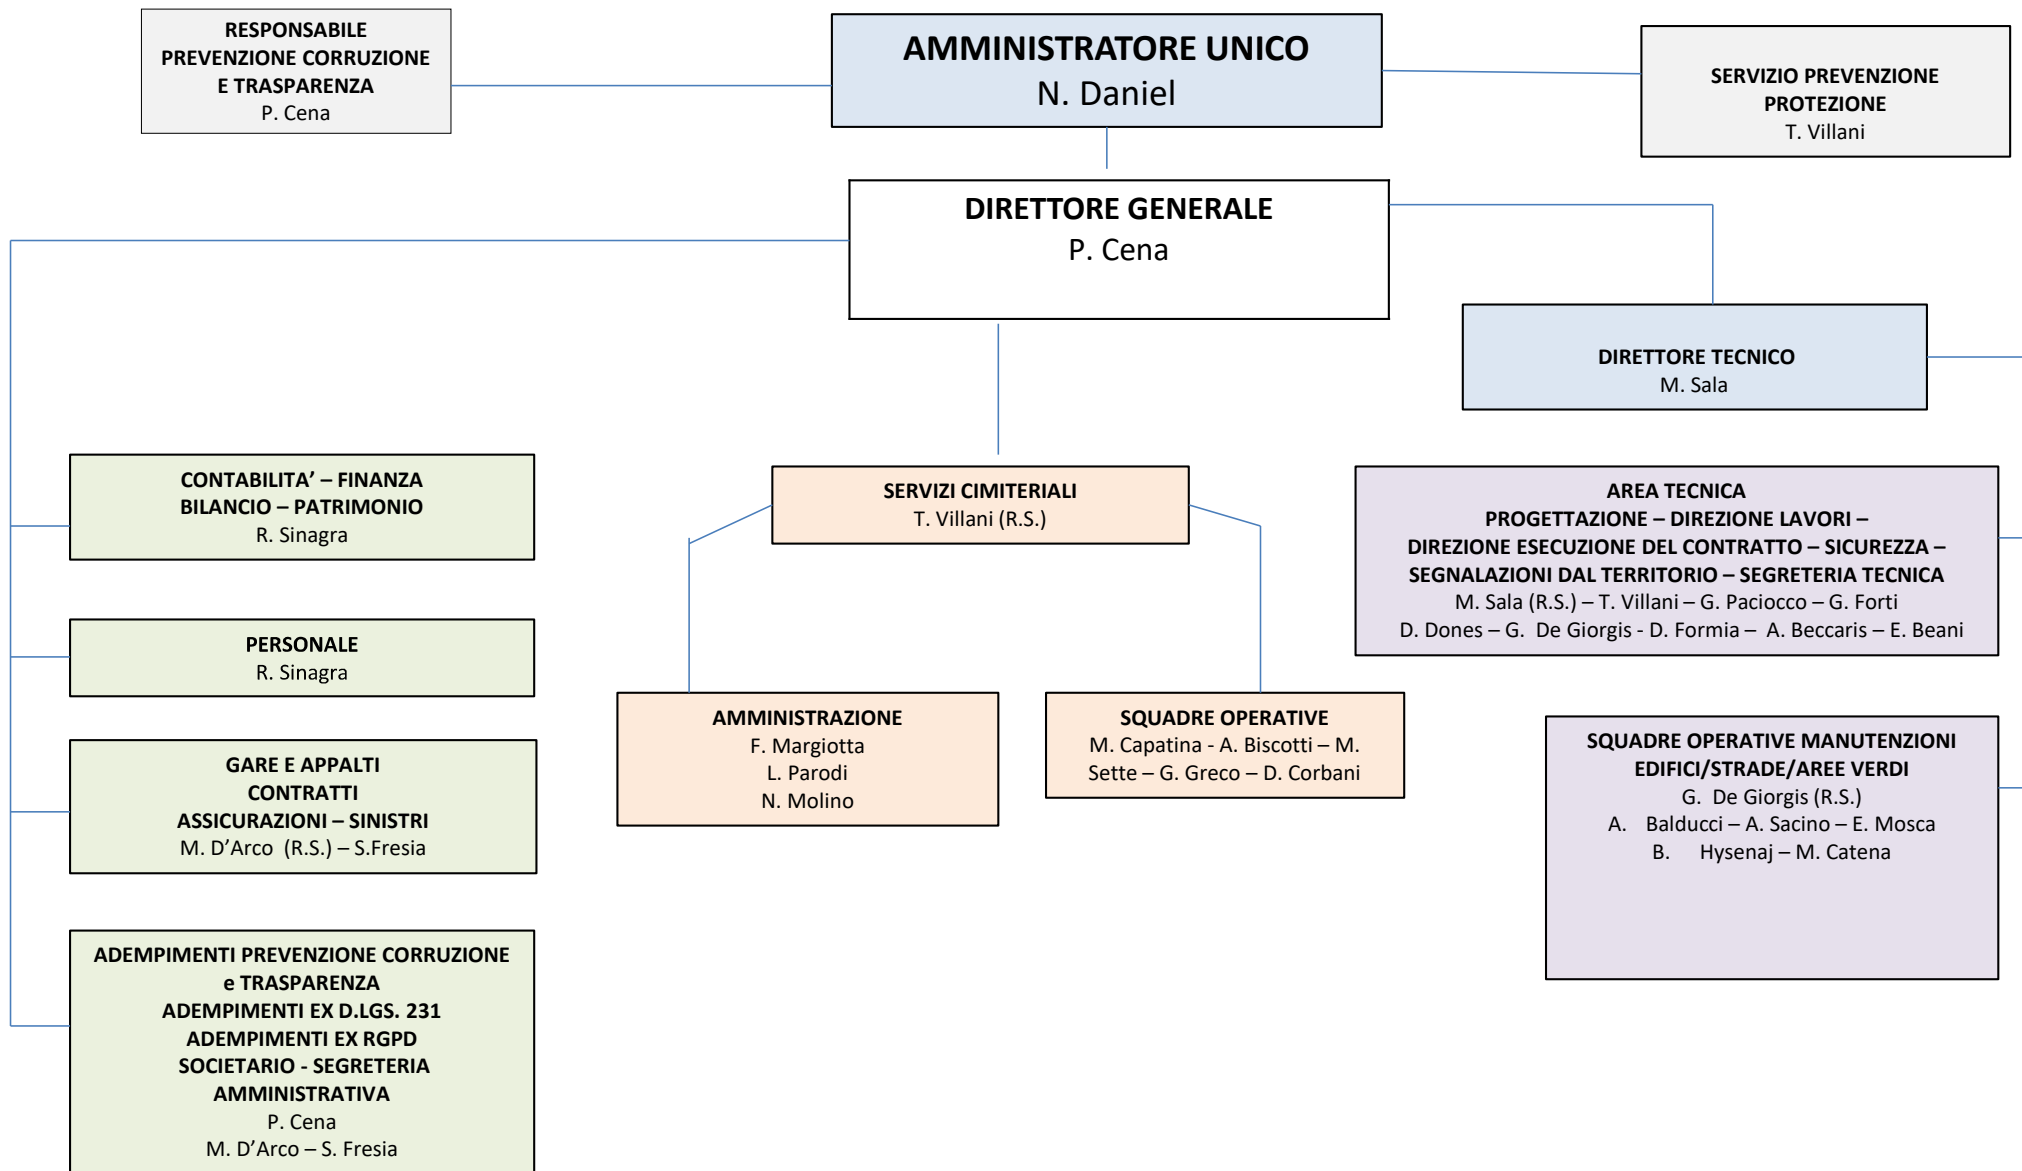 RESPONSABILE
PREVENZIONE CORRUZIONE
E TRASPARENZA
P. Cena
AMMINISTRATORE UNICO
N. Daniel
SERVIZIO PREVENZIONE
PROTEZIONE
T. Villani
DIRETTORE GENERALE
P. Cena
DIRETTORE TECNICO
M. Sala
CONTABILITA’ – FINANZA
BILANCIO – PATRIMONIO
R. Sinagra
SERVIZI CIMITERIALI
T. Villani (R.S.)
AREA TECNICA
PROGETTAZIONE – DIREZIONE LAVORI –
DIREZIONE ESECUZIONE DEL CONTRATTO – SICUREZZA –
SEGNALAZIONI DAL TERRITORIO – SEGRETERIA TECNICA
M. Sala (R.S.) – T. Villani – G. Paciocco – G. Forti
D. Dones – G. De Giorgis - D. Formia – A. Beccaris – E. Beani
PERSONALE
R. Sinagra
AMMINISTRAZIONE
F. Margiotta
L. Parodi
N. Molino
SQUADRE OPERATIVE
M. Capatina - A. Biscotti – M.
Sette – G. Greco – D. Corbani
SQUADRE OPERATIVE MANUTENZIONI
EDIFICI/STRADE/AREE VERDI
G. De Giorgis (R.S.)
A. Balducci – A. Sacino – E. Mosca
B. Hysenaj – M. Catena
GARE E APPALTI
CONTRATTI
ASSICURAZIONI – SINISTRI
M. D’Arco (R.S.) – S.Fresia
ADEMPIMENTI PREVENZIONE CORRUZIONE
e TRASPARENZA
ADEMPIMENTI EX D.LGS. 231
ADEMPIMENTI EX RGPD
SOCIETARIO - SEGRETERIA
AMMINISTRATIVA
P. Cena
M. D’Arco – S. Fresia